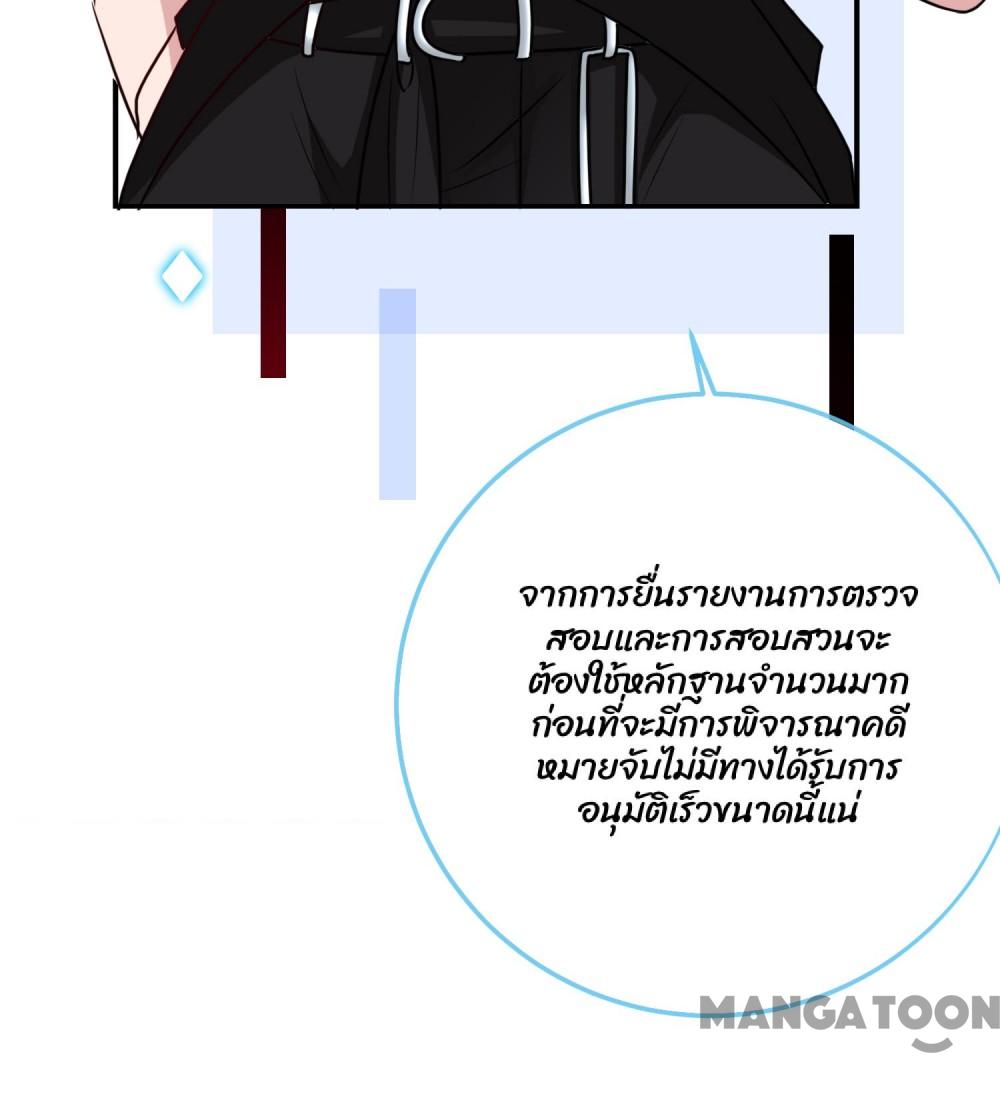 จากการยื่นรายงานการตรวจ
สอบและการสอบสวนจะ
ต้องใช้หลักฐานจำนวนมาก
ก่อนที่จะมีการพิจารณาคดี
หมายจับไม่มีทางได้รับการ
อนุมัติเร็วขนาดนี้แน่
MANGATOON